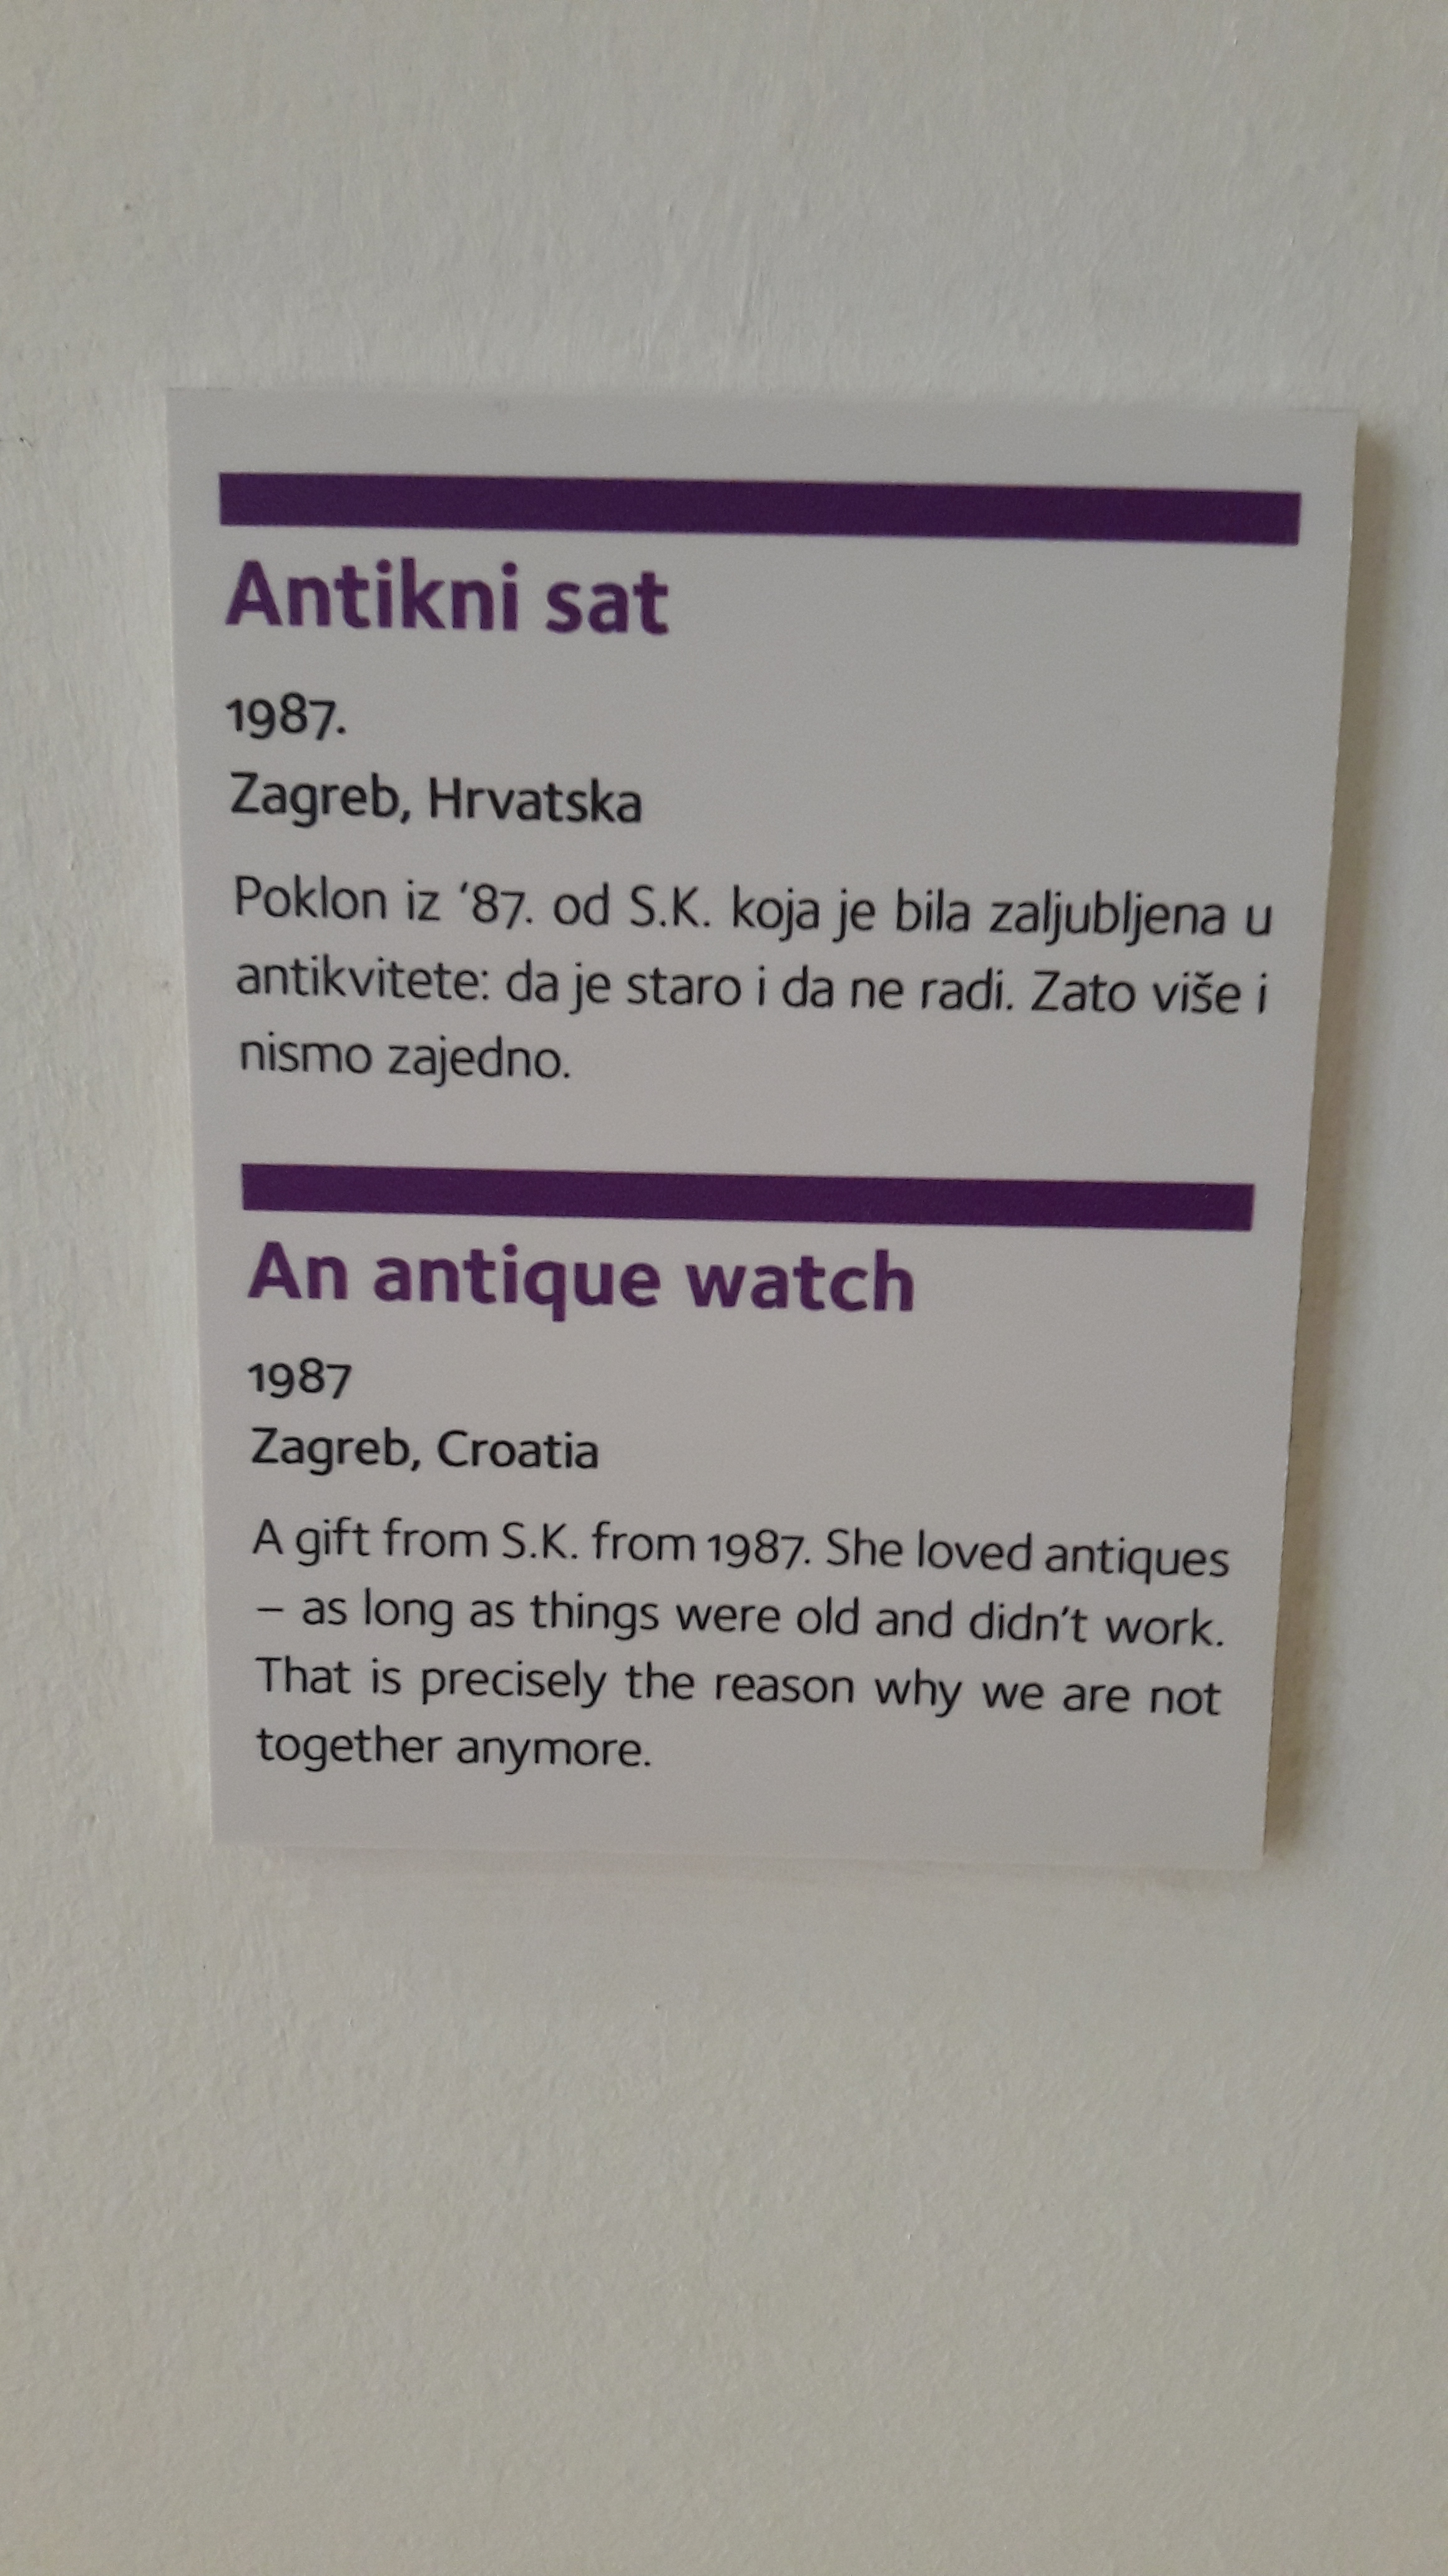 Antikni sat
1987.
Zagreb, Hrvatska
Poklon iz ‘87. od S.K. koja je bila zaljubljena u
antikvitete: da je staro i da ne radi. Zato više i
nismo zajedno.
An antique watch
1987
Zagreb, Croatia
A gift from S.K. from 1987. She loved antiques
– as long as things were old and didn’t work.
That is precisely the reason why we are not
together anymore.